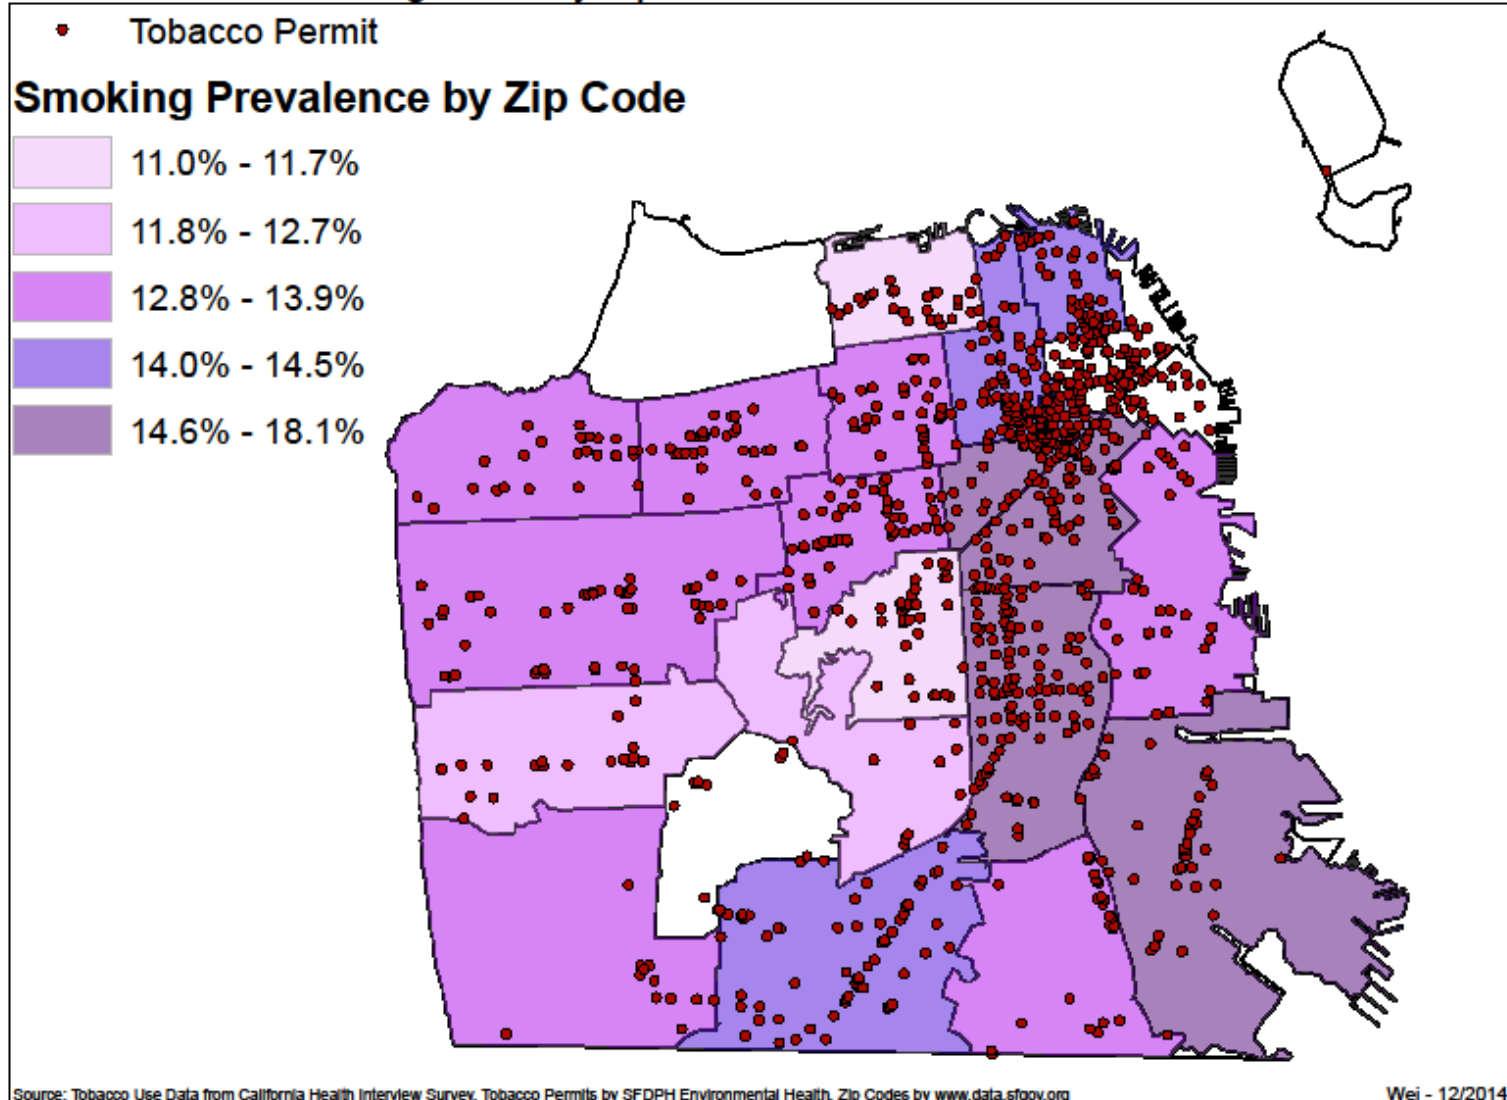 Tobacco Permit
Smoking Prevalence by Zip Code
11.0% - 11.7%
11.8% - 12.7%
12.8% - 13.9%
14.0% - 14.5%
14.6% - 18.1%
Source: Tobacco Use Data from California Health Interview Survey, Tobacco Permits by SFDPH Environmental Health, Zip Codes by www.data.sfgov.org
Wei - 12/2014